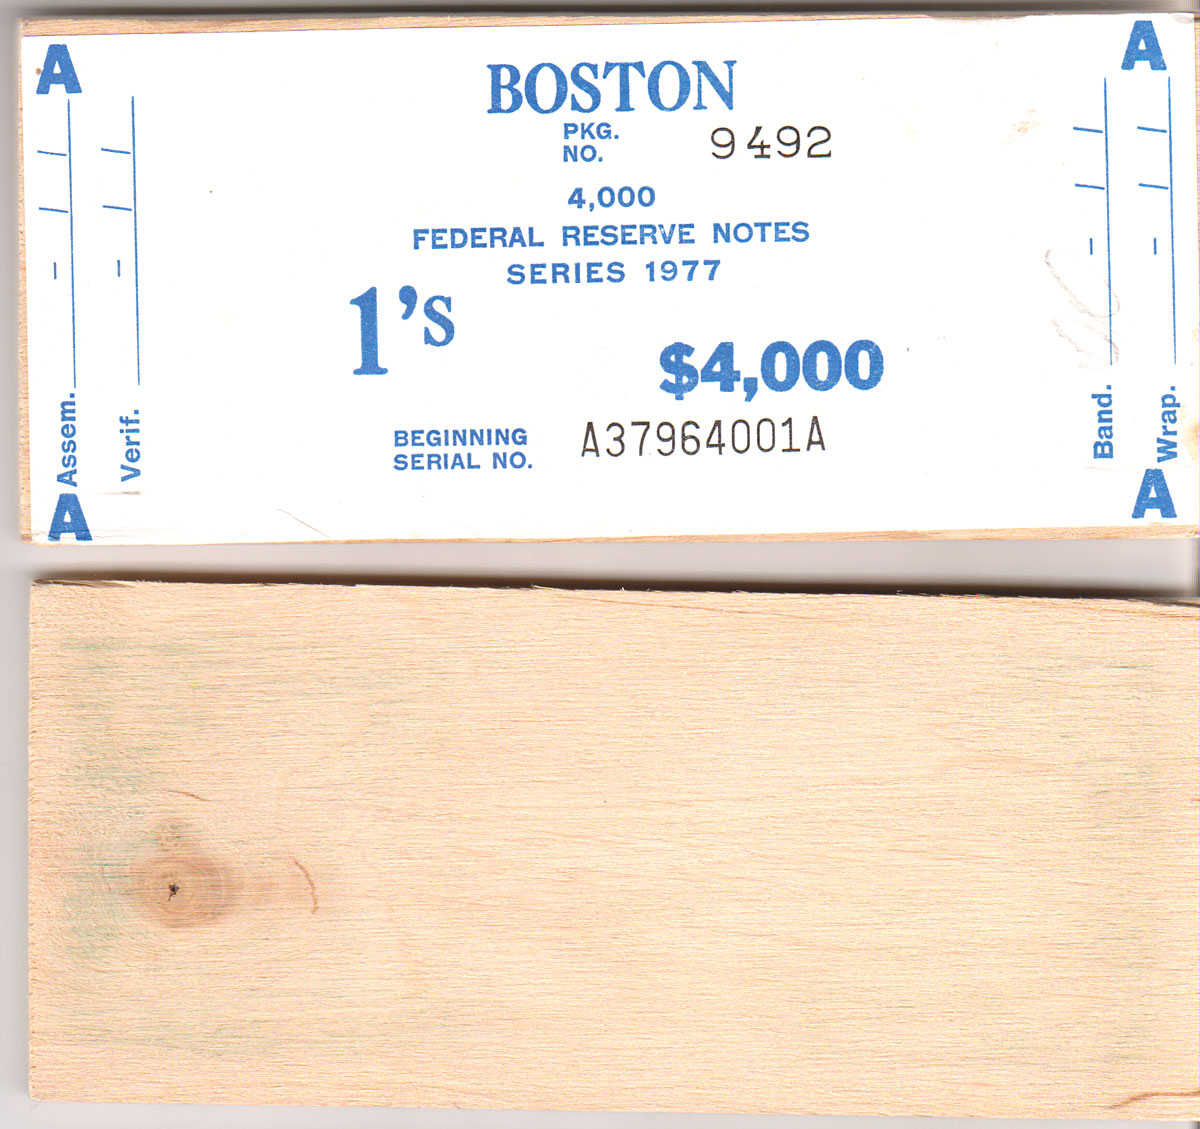 A A
BOSTON
PKG. NO. 9492
4,000
FEDERAL RESERVE NOTES
SERIES 1977
1's
$4,000
BEGINNING SERIAL NO. A37964001A
Assem.
Verif.
Band.
Wrap.
A A